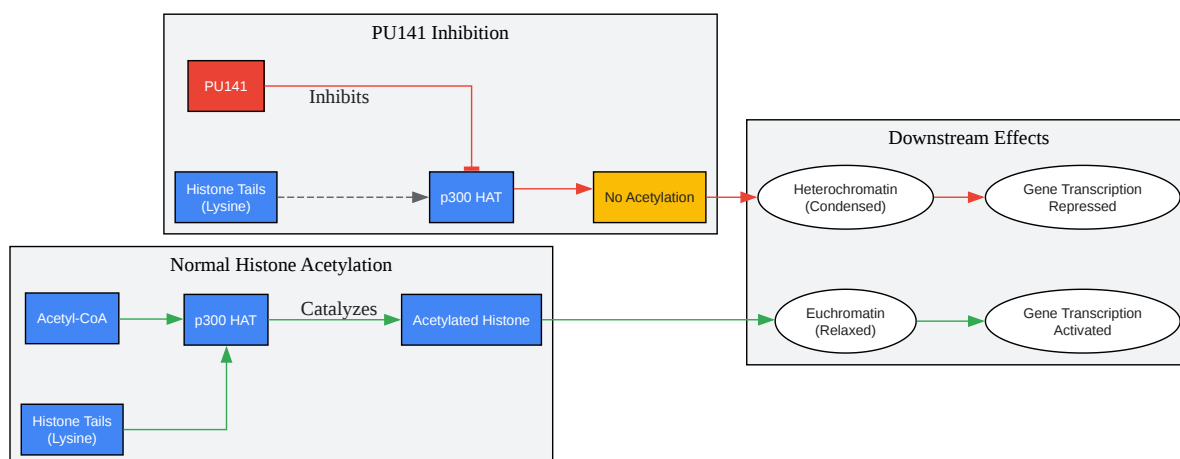 PU141 Inhibition
PU141
Inhibits
Histone Tails
(Lysine)
p300 HAT
No Acetylation
Downstream Effects
Heterochromatin
(Condensed)
Gene Transcription
Repressed
Normal Histone Acetylation
Acetyl-CoA
p300 HAT
Catalyzes
Acetylated Histone
Euchromatin
(Relaxed)
Gene Transcription
Activated
Histone Tails
(Lysine)